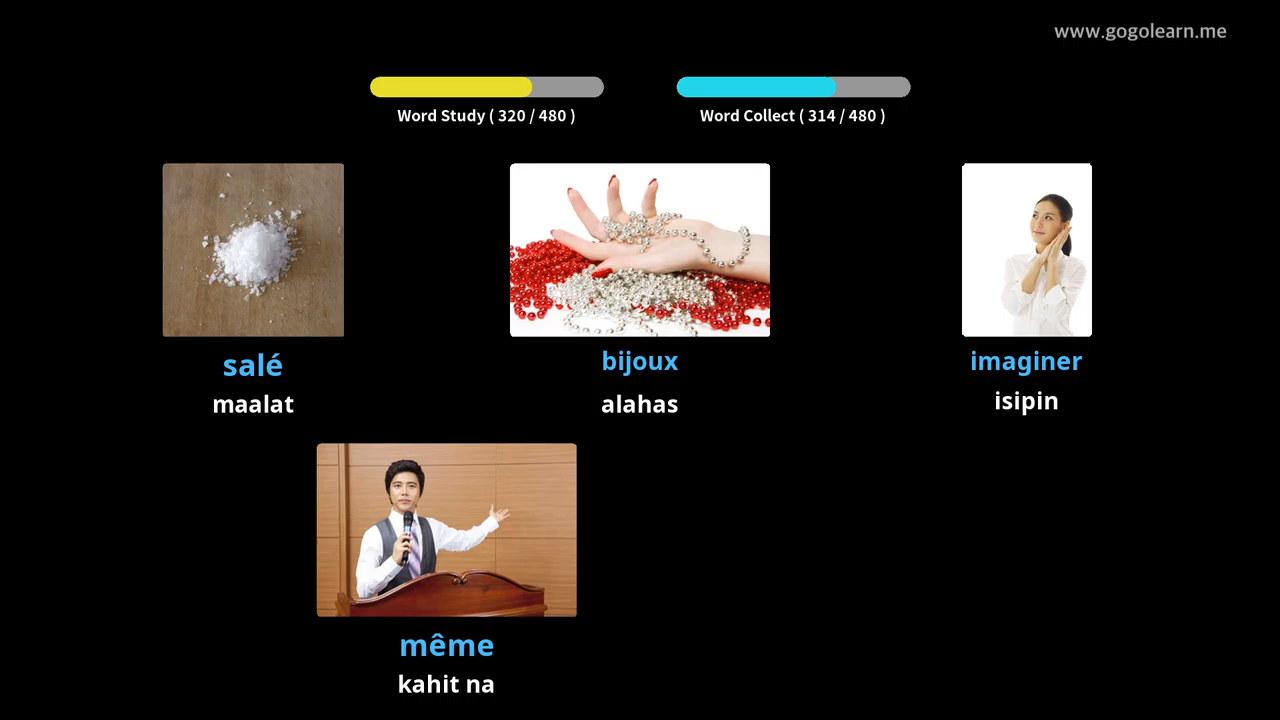 www.gogolearn.me
Word Study ( 320 / 480 )
Word Collect ( 314 / 480 )
salé
maalat
bijoux
alahas
imaginer
isipin
même
kahit na